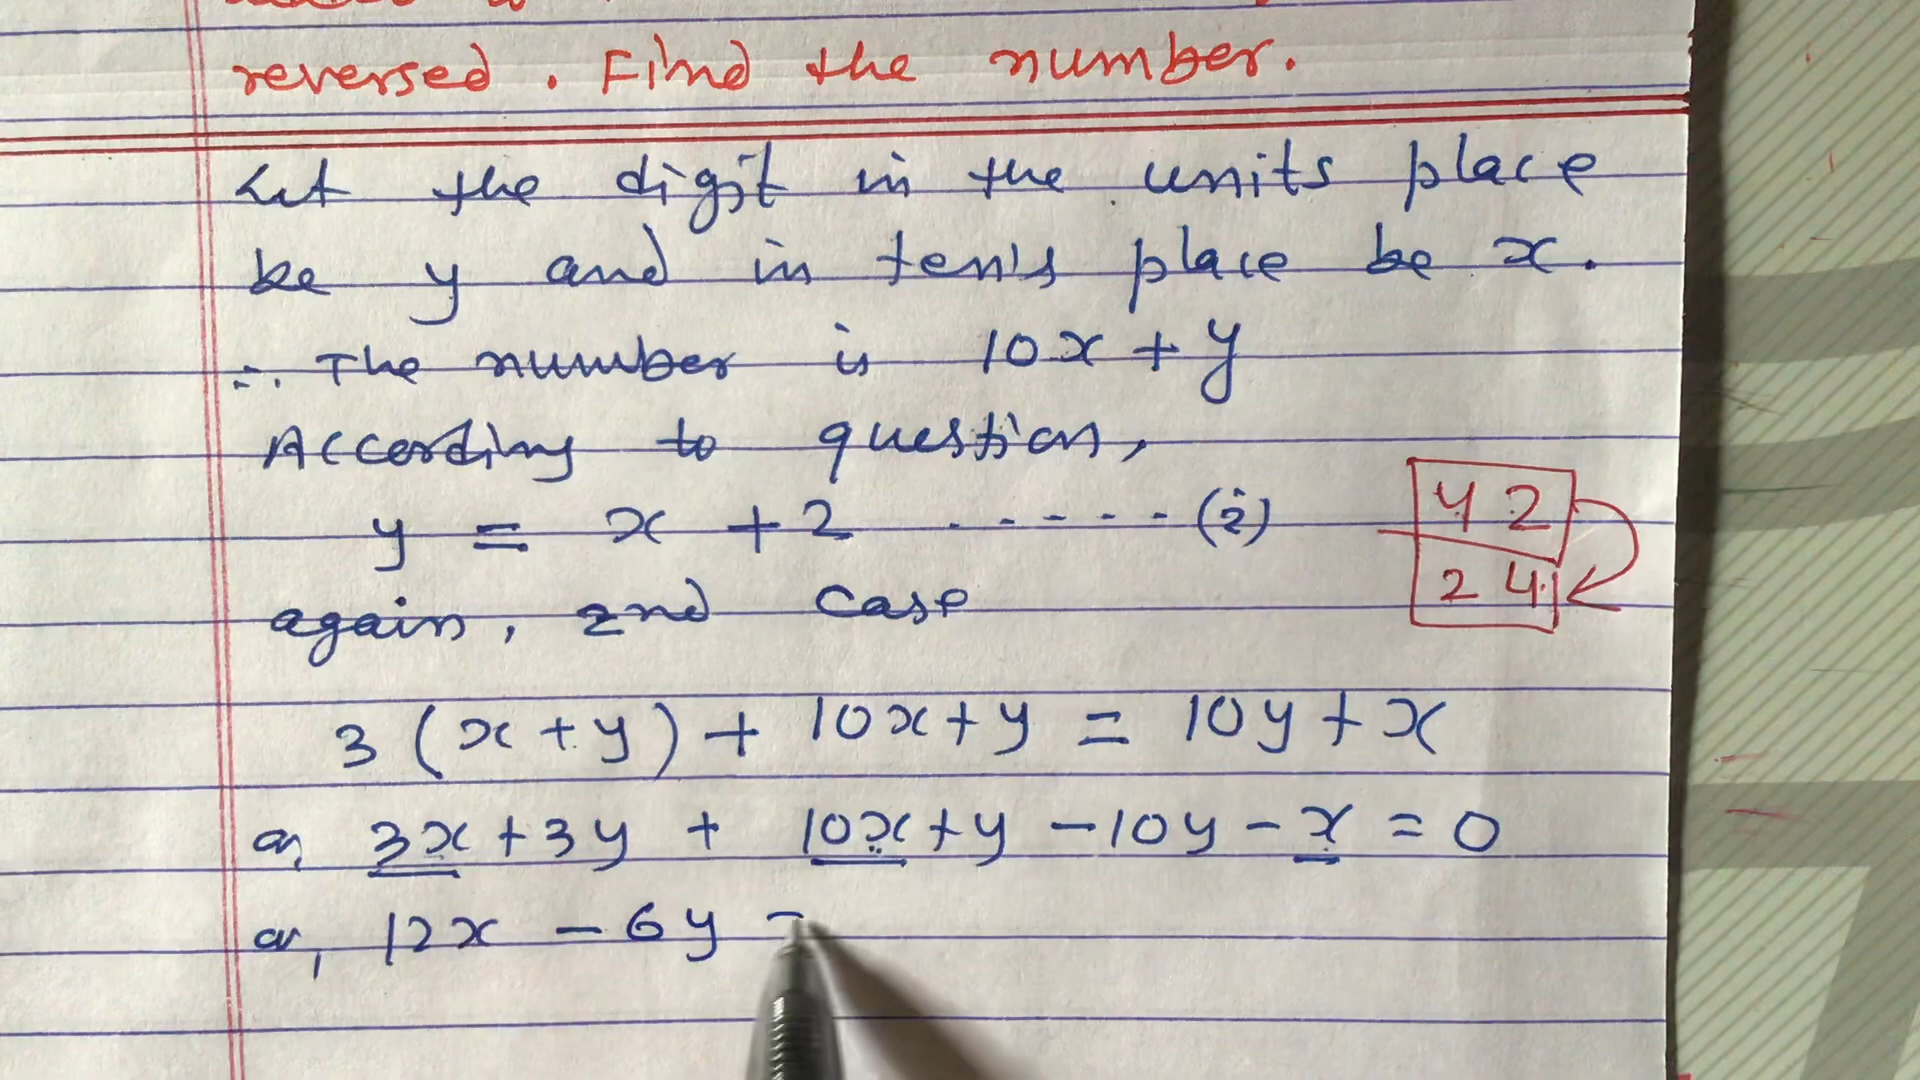 reversed. Find the number.
Let the digit in the units place
be y and in ten's place be x.
∴ The number is 10x + y
According to question,
y = x + 2 - - - - - (i)
42
24
again, 2nd case
3 (x + y) + 10x + y = 10y + x
or, 3x + 3y + 10x + y - 10y - x = 0
or, 12x - 6y